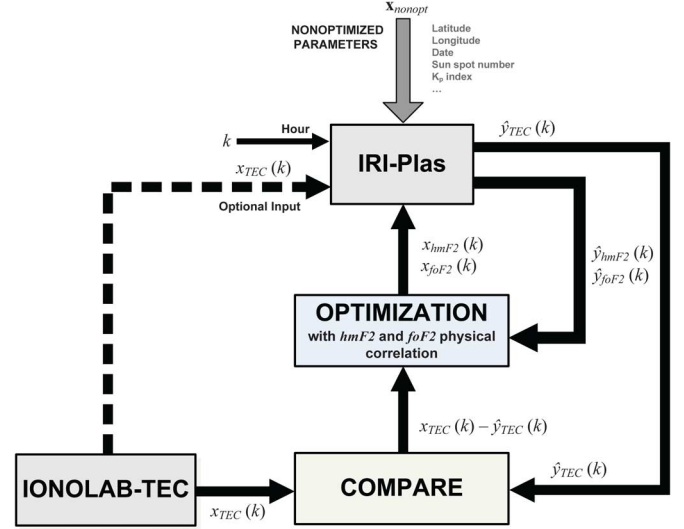 x_nonopt
NONOPTIMIZED
PARAMETERS
Latitude
Longitude
Date
Sun spot number
K_p index
...
k
Hour
x_TEC (k)
Optional Input
IRI-Plas
ŷ_TEC (k)
x_hmF2 (k)
x_foF2 (k)
ŷ_hmF2 (k)
ŷ_foF2 (k)
OPTIMIZATION
with hmF2 and foF2 physical
correlation
x_TEC (k) – ŷ_TEC (k)
IONOLAB-TEC
x_TEC (k)
COMPARE
ŷ_TEC (k)